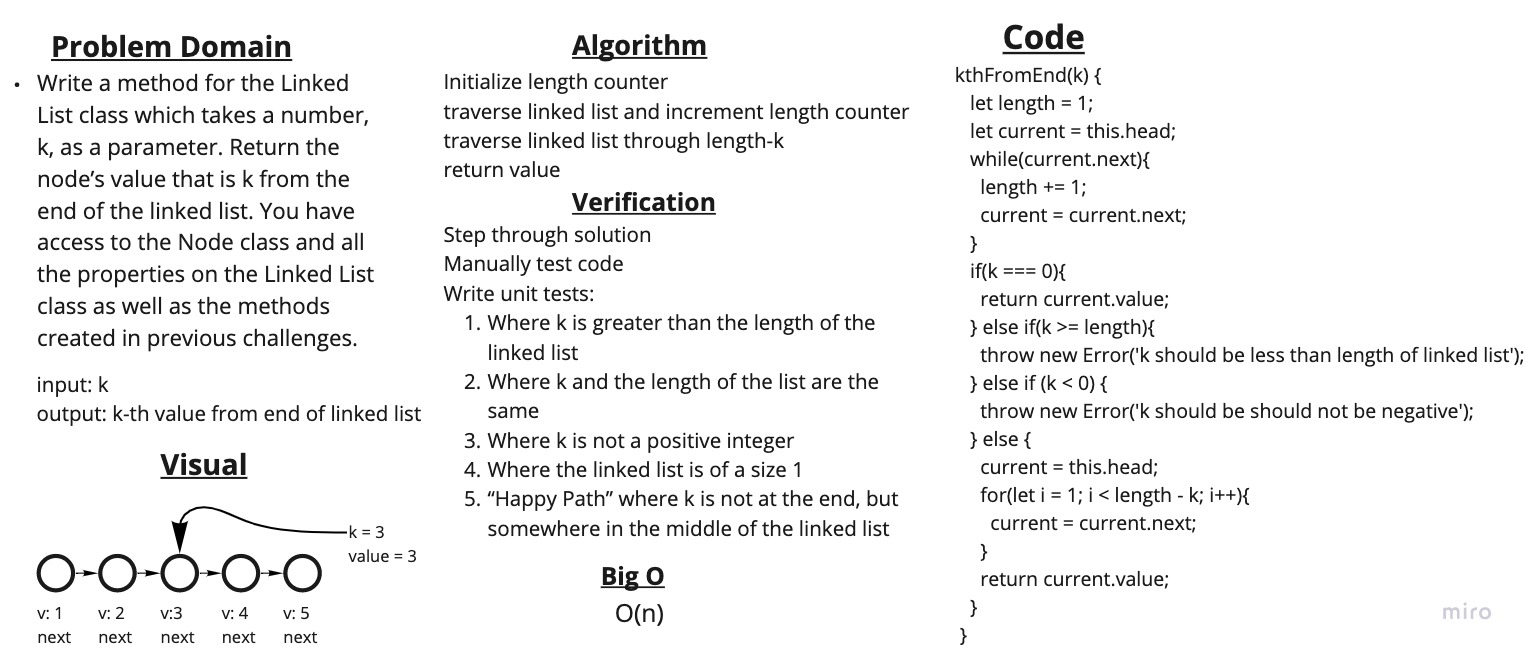 Problem Domain
• Write a method for the Linked
List class which takes a number,
k, as a parameter. Return the
node’s value that is k from the
end of the linked list. You have
access to the Node class and all
the properties on the Linked List
class as well as the methods
created in previous challenges.
input: k
output: k-th value from end of linked list
Visual
k = 3
value = 3
v: 1 v: 2 v:3 v: 4 v: 5
next next next next next
Algorithm
Initialize length counter
traverse linked list and increment length counter
traverse linked list through length-k
return value
Verification
Step through solution
Manually test code
Write unit tests:
1. Where k is greater than the length of the
linked list
2. Where k and the length of the list are the
same
3. Where k is not a positive integer
4. Where the linked list is of a size 1
5. “Happy Path” where k is not at the end, but
somewhere in the middle of the linked list
Big O
O(n)
Code
kthFromEnd(k) {
let length = 1;
let current = this.head;
while(current.next){
length += 1;
current = current.next;
}
if(k === 0){
return current.value;
} else if(k >= length){
throw new Error('k should be less than length of linked list');
} else if (k < 0) {
throw new Error('k should be should not be negative');
} else {
current = this.head;
for(let i = 1; i < length - k; i++){
current = current.next;
}
return current.value;
}
}
miro